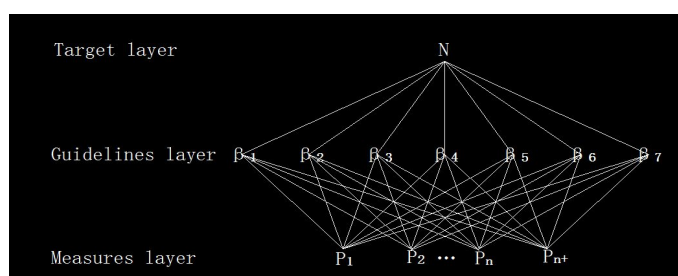 Target layer N
Guidelines layer β1 β2 β3 β4 β5 β6 β7
Measures layer P1 P2 ··· Pn Pn+